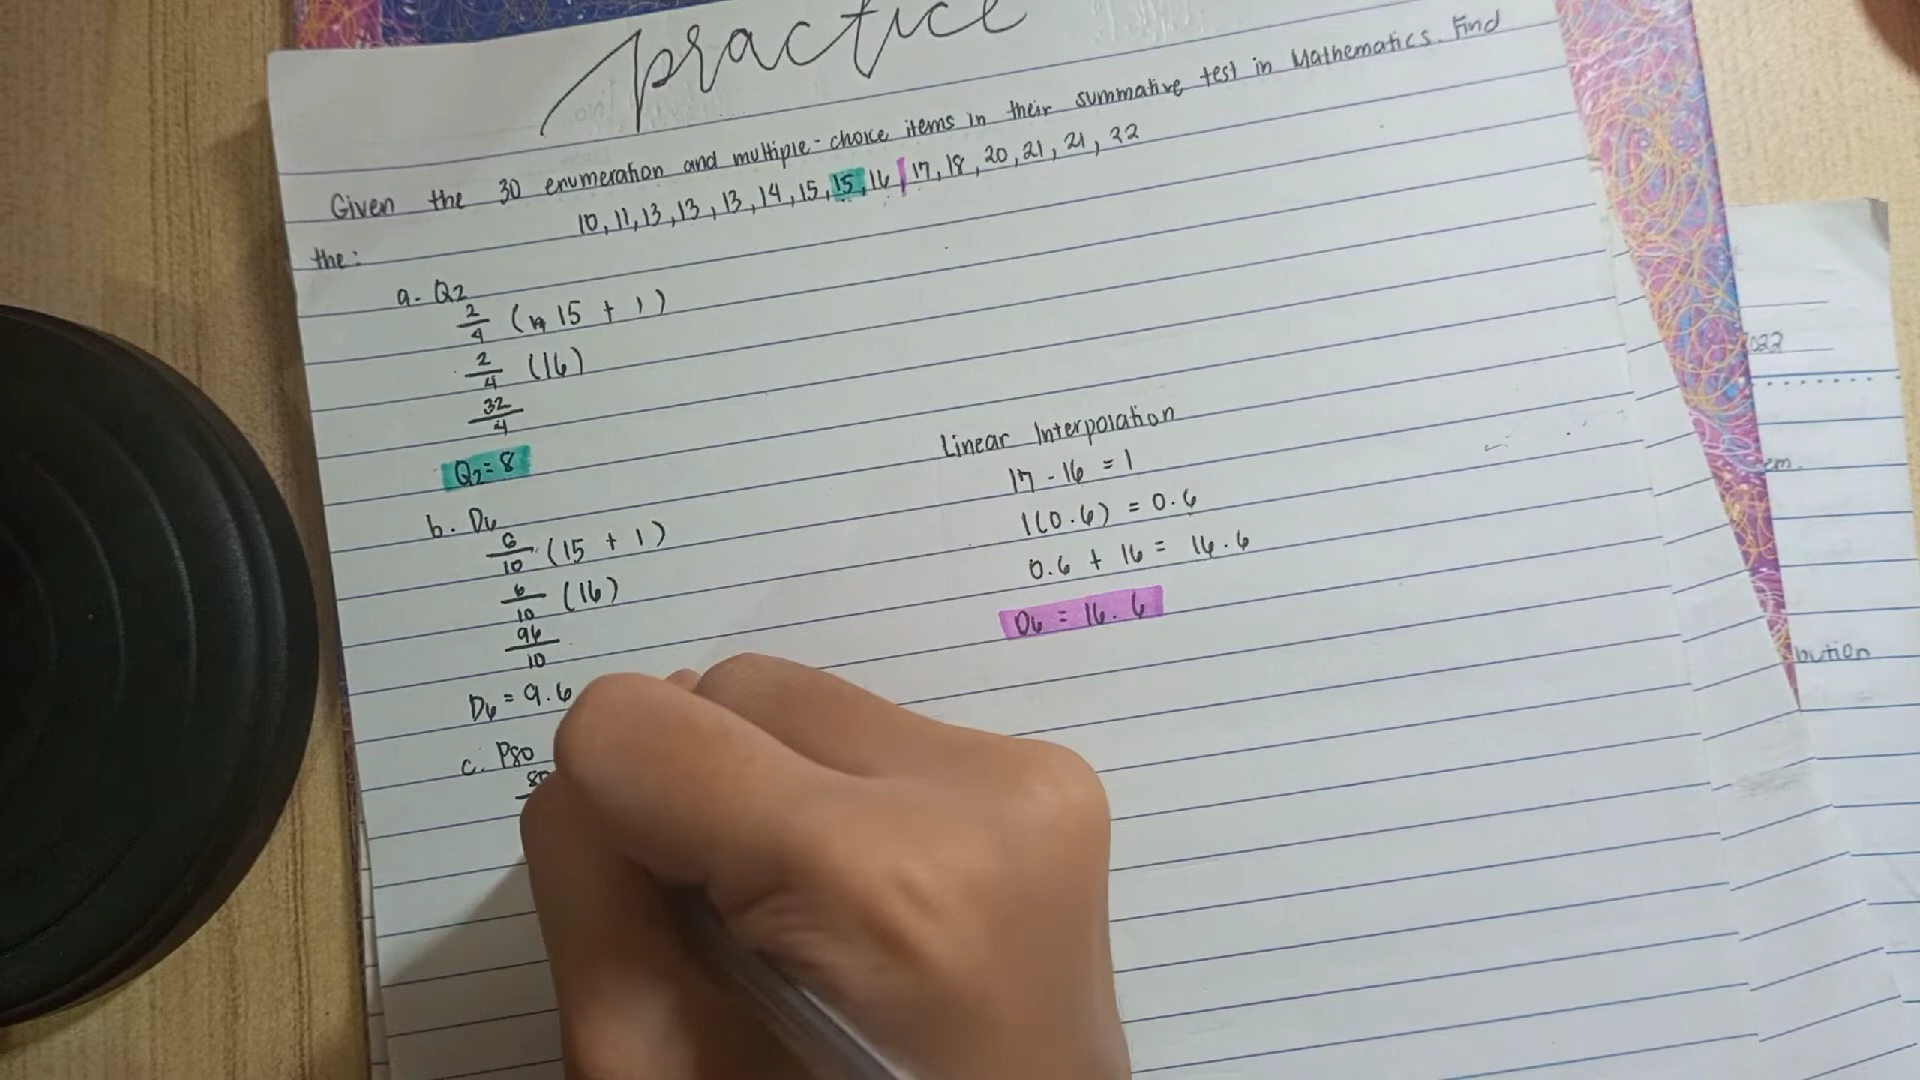 practice
Given the 30 enumeration and multiple-choice items in their summative test in Mathematics. Find
the:
10, 11, 13, 13, 13, 14, 15, 15, 16, 17, 18, 20, 21, 21, 22
a. Q2
2/4 (15 + 1)
2/4 (16)
32/4
Q2 = 8
b. D6
6/10 (15 + 1)
6/10 (16)
96/10
D6 = 9.6
Linear Interpolation
17 - 16 = 1
1(0.6) = 0.6
0.6 + 16 = 16.6
D6 = 16.6
c. P80
80
2022
em.
bution